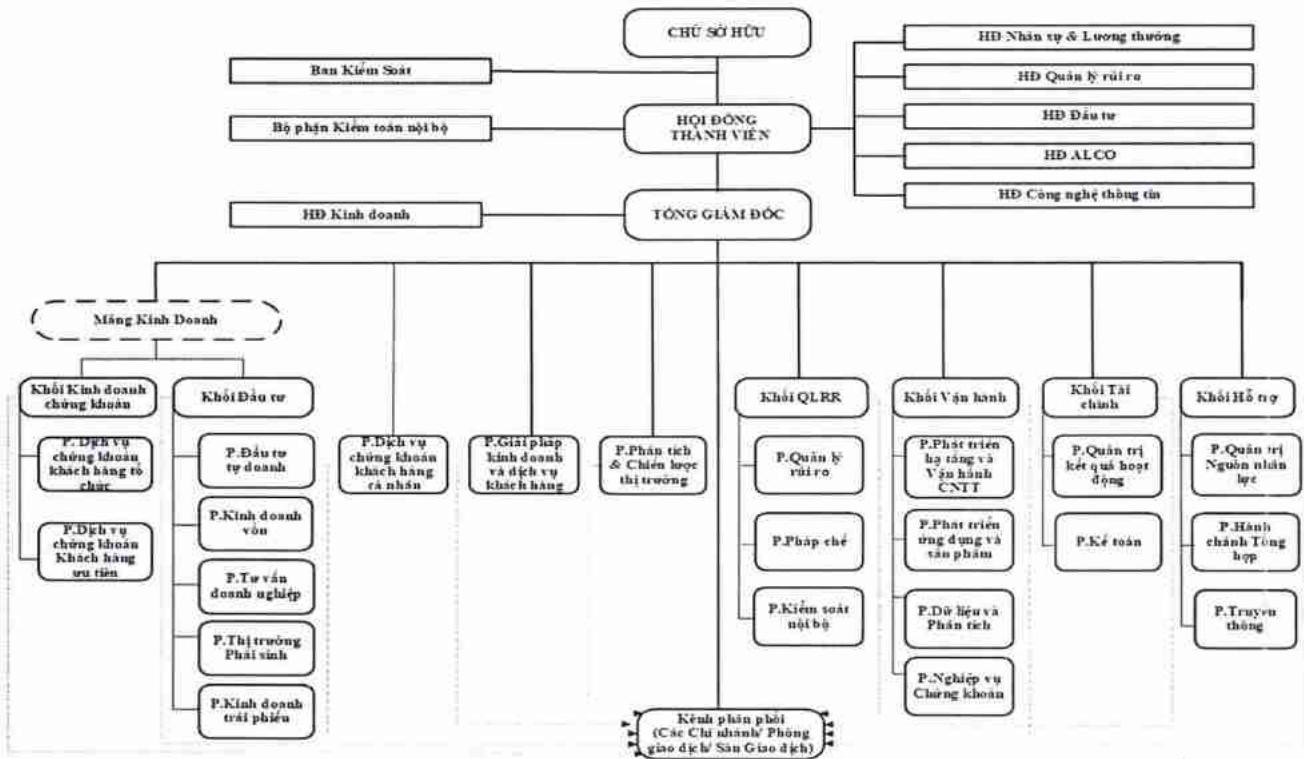 CHỦ SỞ HỮU
HĐ Nhân sự & Lương thưởng
Ban Kiểm Soát
HĐ Quản lý rủi ro
Bộ phận Kiểm toán nội bộ
HỘI ĐỒNG
THÀNH VIÊN
HĐ Đầu tư
HĐ ALCO
HĐ Công nghệ thông tin
HĐ Kinh doanh
TỔNG GIÁM ĐỐC
Mảng Kinh Doanh
Khối Kinh doanh
chứng khoán
Khối Đầu tư
Khối QLRR
Khối Vận hành
Khối Tài
chính
Khối Hỗ trợ
P. Dịch vụ
chứng khoán
khách hàng tổ
chức
P.Dịch vụ
chứng khoán
Khách hàng
ưu tiên
P.Đầu tư
tự doanh
P.Kinh doanh
vốn
P.Tư vấn
doanh nghiệp
P.Thị trường
Phái sinh
P.Kinh doanh
trái phiếu
P.Dịch vụ
chứng khoán
khách hàng
cá nhân
P.Giải pháp
kinh doanh
và dịch vụ
khách hàng
P.Phân tích
& Chiến lược
thị trường
P.Quản lý
rủi ro
P.Pháp chế
P.Kiểm soát
nội bộ
P.Phát triển
hạ tầng và
Vận hành
CNTT
P.Phát triển
ứng dụng và
sản phẩm
P.Dữ liệu và
Phân tích
P.Nghiệp vụ
Chứng khoán
P.Quản trị
kết quả hoạt
động
P.Kế toán
P.Quản trị
Nguồn nhân
lực
P.Hành
chánh Tổng
hợp
P.Truyền
thông
Kênh phân phối
(Các Chi nhánh/ Phòng
giao dịch/ Sàn Giao dịch)